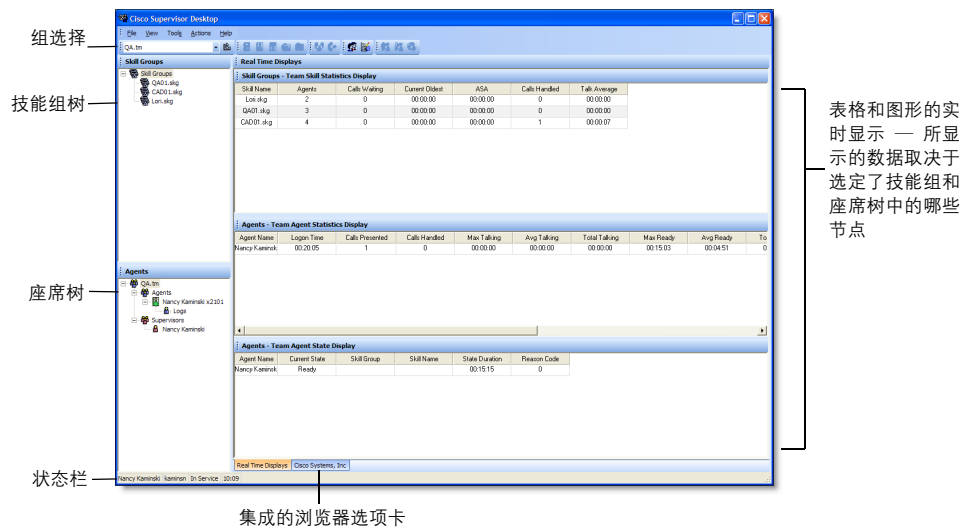 组选择
技能组树
座席树
状态栏
Cisco Supervisor Desktop
File View Tools Actions Help
QA.tm
Skill Groups
Skill Groups
QA01.skg
CAD01.skg
Lori.skg
Real Time Displays
Skill Groups - Team Skill Statistics Display
Skill Name Agents Calls Waiting Current Oldest ASA Calls Handled Talk Average
Lori.skg 2 0 00:00:00 00:00:00 0 00:00:00
QA01.skg 3 0 00:00:00 00:00:00 0 00:00:00
CAD01.skg 4 0 00:00:00 00:00:00 1 00:00:07
Agents - Team Agent Statistics Display
Agent Name Logon Time Calls Presented Calls Handled Max Talking Avg Talking Total Talking Max Ready Avg Ready To
Nancy Kaminsk 00:20:05 1 0 00:00:00 00:00:00 00:00:00 00:15:03 00:04:51 0
Agents
QA.tm
Agents
Nancy Kaminski x2101
Logs
Supervisors
Nancy Kaminski
Agents - Team Agent State Display
Agent Name Current State Skill Group Skill Name State Duration Reason Code
Nancy Kaminsk Ready 00:15:15 0
Real Time Displays Cisco Systems, Inc
Nancy Kaminski kaminsn In Service 10:09
表格和图形的实
时显示 — 所显
示的数据取决于
选定了技能组和
座席树中的哪些
节点
集成的浏览器选项卡